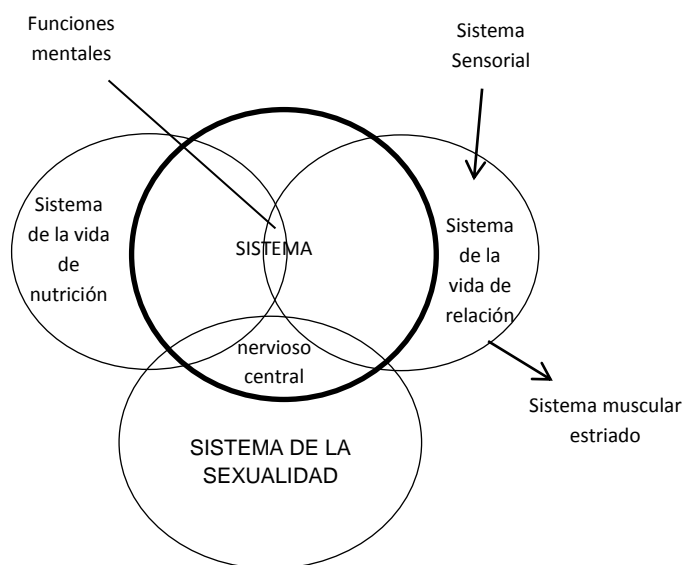 Funciones
mentales
Sistema
Sensorial
Sistema
de la vida
de
nutrición
SISTEMA
Sistema
de la
vida de
relación
nervioso
central
Sistema muscular
estriado
SISTEMA DE LA
SEXUALIDAD